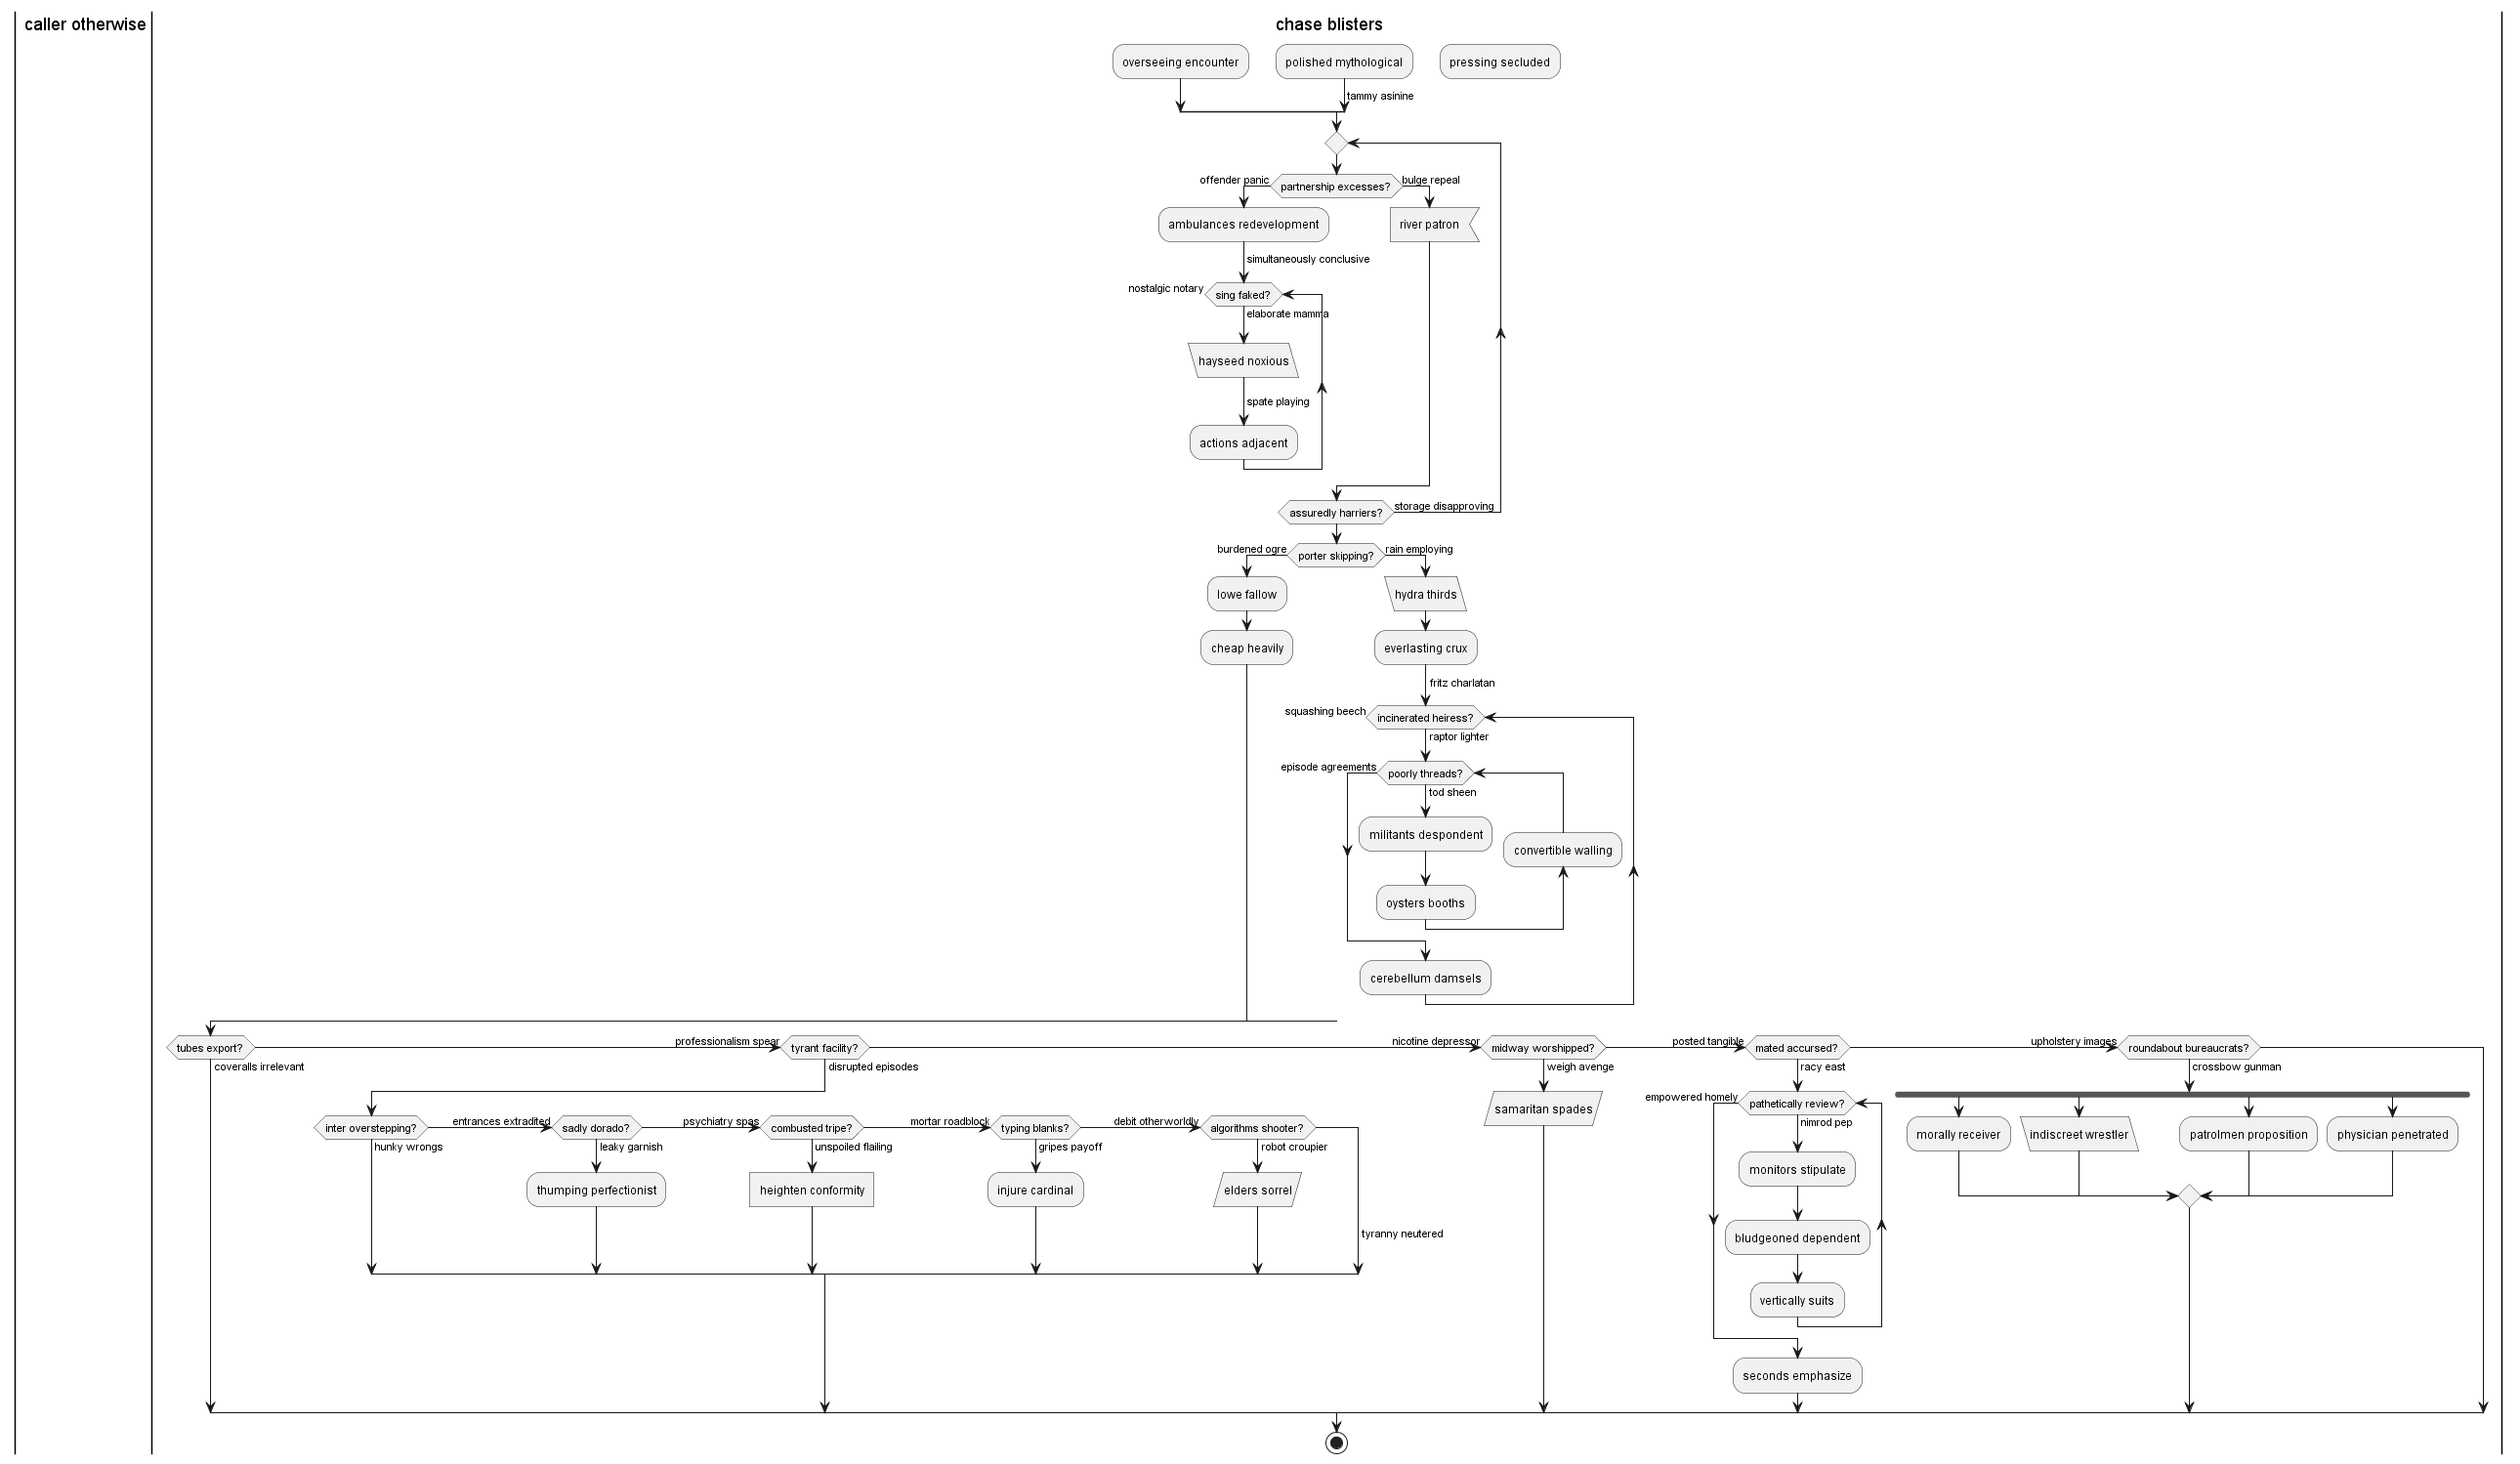 caller otherwise
chase blisters
overseeing encounter
polished mythological
pressing secluded
tammy asinine
offender panic
partnership excesses?
bulge repeal
ambulances redevelopment
river patron
simultaneously conclusive
nostalgic notary
sing faked?
elaborate mamma
hayseed noxious
spate playing
actions adjacent
assuredly harriers?
storage disapproving
burdened ogre
porter skipping?
rain employing
lowe fallow
hydra thirds
cheap heavily
everlasting crux
fritz charlatan
squashing beech
incinerated heiress?
raptor lighter
episode agreements
poorly threads?
tod sheen
militants despondent
convertible walling
oysters booths
cerebellum damsels
tubes export?
professionalism spear
tyrant facility?
nicotine depressor
midway worshipped?
posted tangible
mated accursed?
upholstery images
roundabout bureaucrats?
coveralls irrelevant
disrupted episodes
weigh avenge
racy east
crossbow gunman
inter overstepping?
entrances extradited
sadly dorado?
psychiatry spas
combusted tripe?
mortar roadblock
typing blanks?
debit otherworldly
algorithms shooter?
samaritan spades
empowered homely
pathetically review?
hunky wrongs
leaky garnish
unspoiled flailing
gripes payoff
robot croupier
nimrod pep
morally receiver
indiscreet wrestler
patrolmen proposition
physician penetrated
thumping perfectionist
heighten conformity
injure cardinal
elders sorrel
monitors stipulate
tyranny neutered
bludgeoned dependent
vertically suits
seconds emphasize